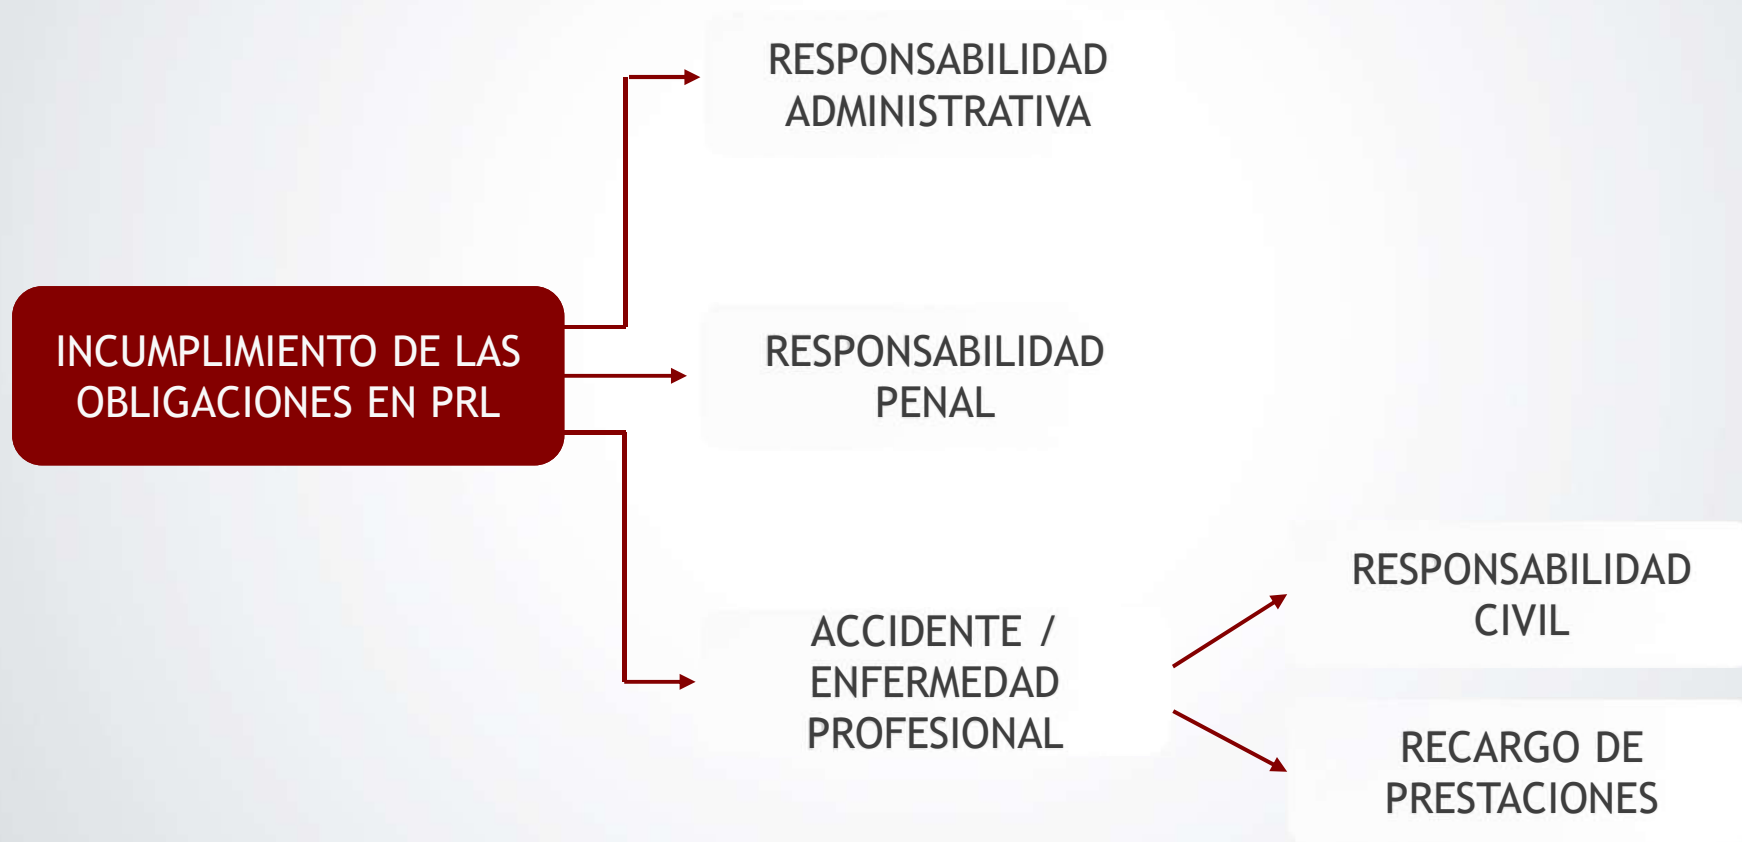 RESPONSABILIDAD
ADMINISTRATIVA
INCUMPLIMIENTO DE LAS
OBLIGACIONES EN PRL
RESPONSABILIDAD
PENAL
ACCIDENTE /
ENFERMEDAD
PROFESIONAL
RESPONSABILIDAD
CIVIL
RECARGO DE
PRESTACIONES